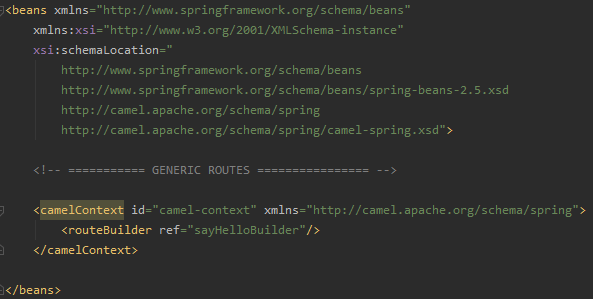 <beans xmlns="http://www.springframework.org/schema/beans"
xmlns:xsi="http://www.w3.org/2001/XMLSchema-instance"
xsi:schemaLocation="
http://www.springframework.org/schema/beans
http://www.springframework.org/schema/beans/spring-beans-2.5.xsd
http://camel.apache.org/schema/spring
http://camel.apache.org/schema/spring/camel-spring.xsd">
<!-- =========== GENERIC ROUTES ================ -->
<camelContext id="camel-context" xmlns="http://camel.apache.org/schema/spring">
<routeBuilder ref="sayHelloBuilder"/>
</camelContext>
</beans>